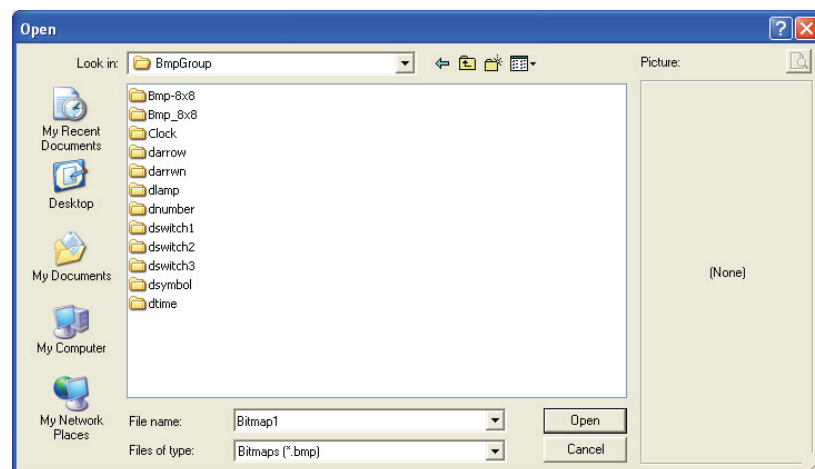 Open
Look in:
BmpGroup
Picture:
My Recent
Documents
Desktop
My Documents
My Computer
My Network
Places
Bmp-8x8
Bmp_8x8
Clock
darrow
darrwn
dlamp
dnumber
dswitch1
dswitch2
dswitch3
dsymbol
dtime
(None)
File name:
Bitmap1
Open
Files of type:
Bitmaps (*.bmp)
Cancel